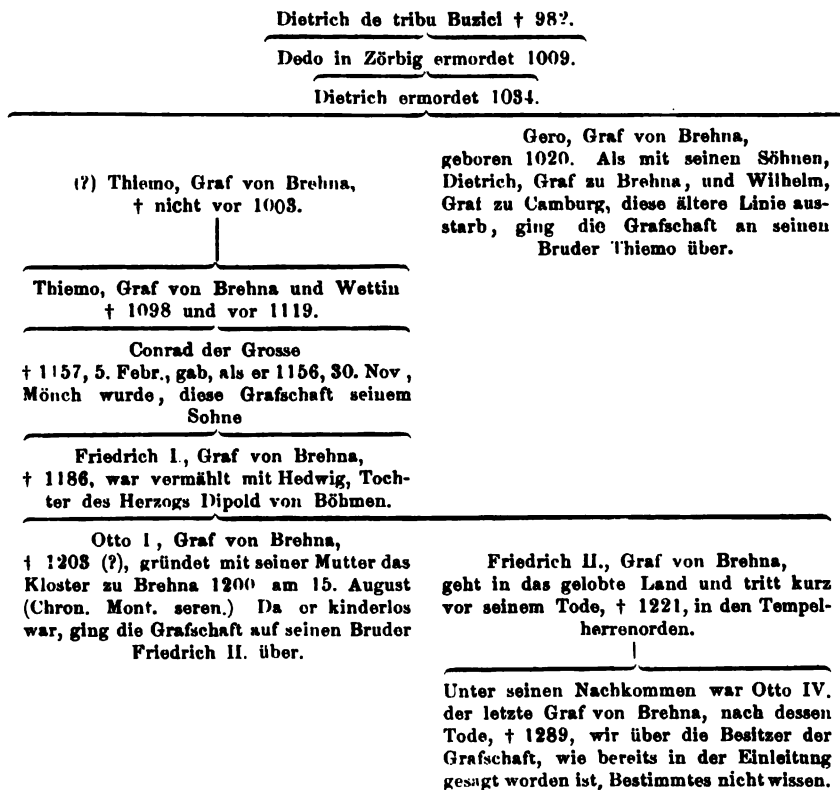 Dietrich de tribu Buzici † 98?.
Dedo in Zörbig ermordet 1009.
Dietrich ermordet 1034.
(?) Thiemo, Graf von Brehna,
† nicht vor 1003.
Gero, Graf von Brehna,
geboren 1020. Als mit seinen Söhnen,
Dietrich, Graf zu Brehna, und Wilhelm,
Graf zu Camburg, diese ältere Linie aus-
starb, ging die Grafschaft an seinen
Bruder Thiemo über.
Thiemo, Graf von Brehna und Wettin
† 1098 und vor 1119.
Conrad der Grosse
† 1157, 5. Febr., gab, als er 1156, 30. Nov,
Mönch wurde, diese Grafschaft seinem
Sohne
Friedrich I., Graf von Brehna,
† 1186, war vermählt mit Hedwig, Toch-
ter des Herzogs Dipold von Böhmen.
Otto I, Graf von Brehna,
† 1203 (?), gründet mit seiner Mutter das
Kloster zu Brehna 1200 am 15. August
(Chron. Mont. seren.) Da er kinderlos
war, ging die Grafschaft auf seinen Bruder
Friedrich II. über.
Friedrich II., Graf von Brehna,
geht in das gelobte Land und tritt kurz
vor seinem Tode, † 1221, in den Tempel-
herrenorden.
Unter seinen Nachkommen war Otto IV.
der letzte Graf von Brehna, nach dessen
Tode, † 1289, wir über die Besitzer der
Grafschaft, wie bereits in der Einleitung
gesagt worden ist, Bestimmtes nicht wissen.